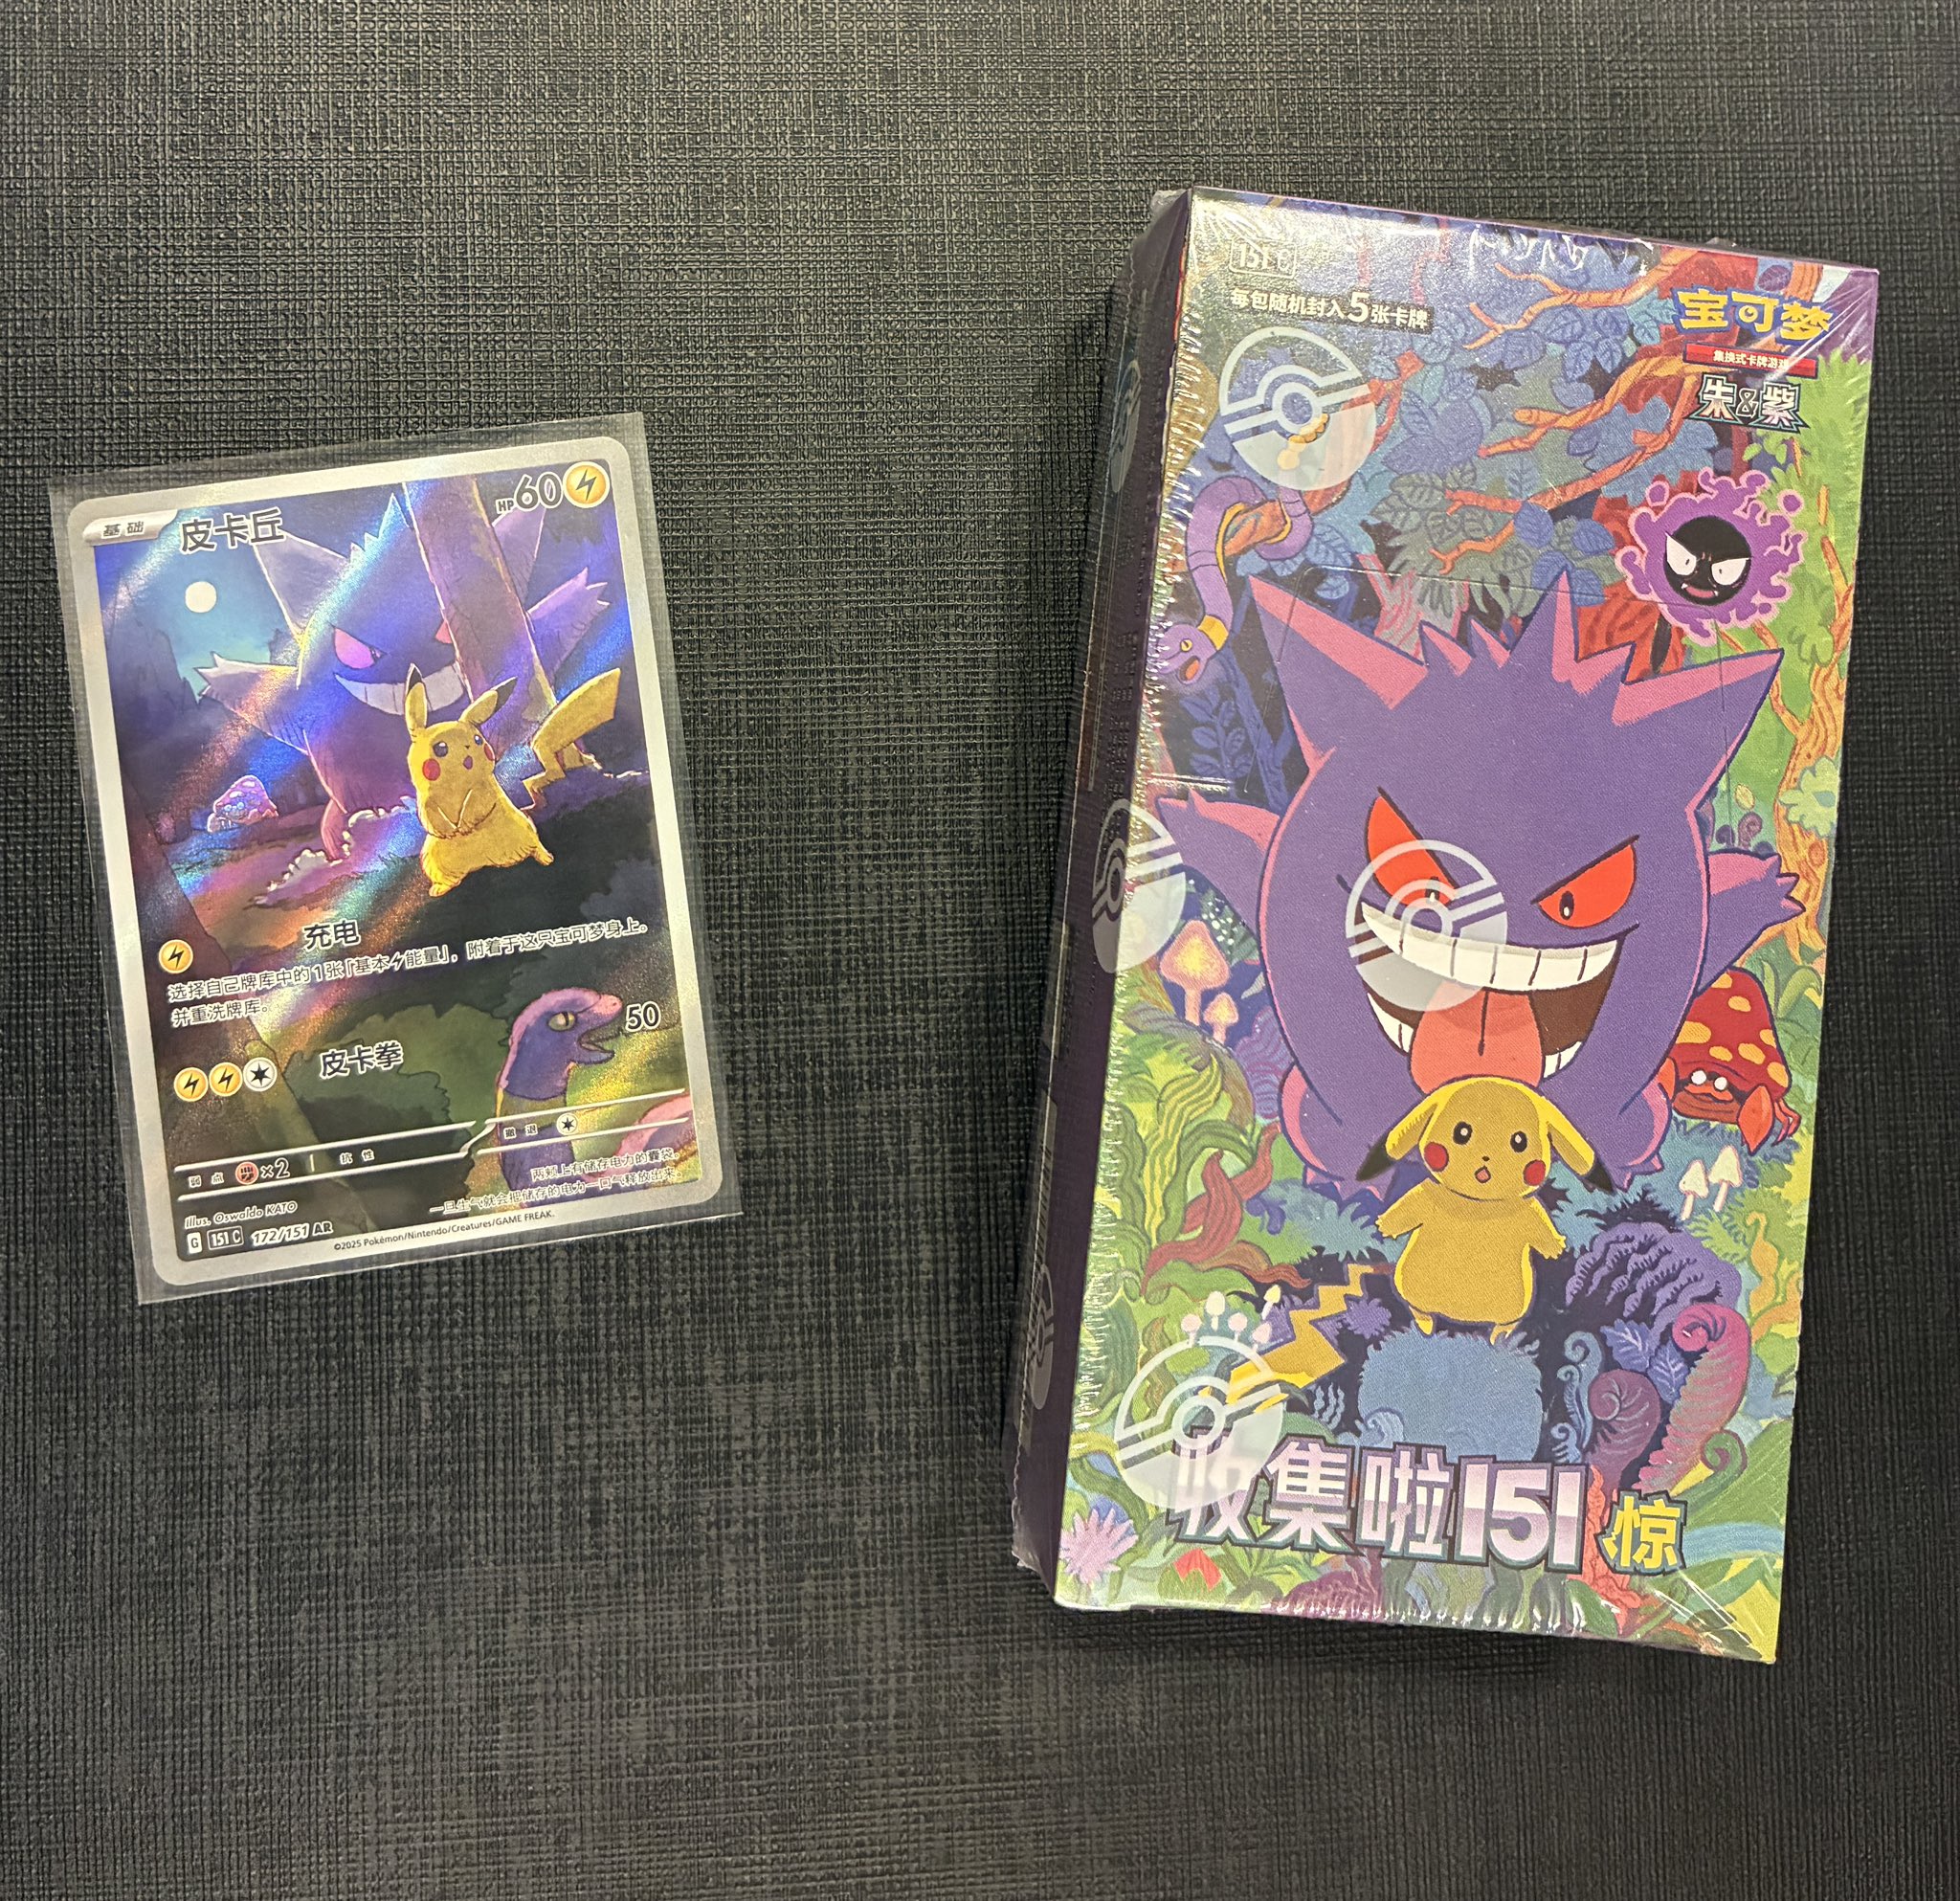 基础 皮卡丘 HP60
充电
选择自己牌库中的1张「基本能量」，附着于这只宝可梦身上。
并重洗牌库。
皮卡拳 50
弱点 ×2 抗性 撤退
两颊上有储存电力的囊袋。
一旦生气就会把储存的电力一口气释放出来。
Illus. Oswaldo KATO
G 151 C 172/151 AR
©2025 Pokémon/Nintendo/Creatures/GAME FREAK.
151 C
每包随机封入5张卡牌
宝可梦
集换式卡牌游戏
朱&紫
收集啦151 惊